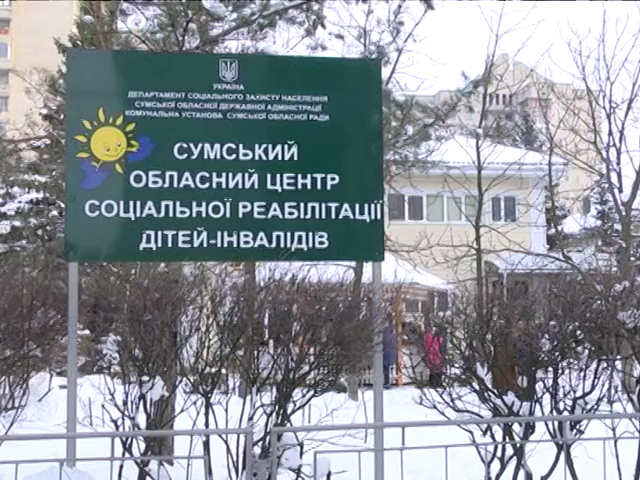 УКРАЇНА
ДЕПАРТАМЕНТ СОЦІАЛЬНОГО ЗАХИСТУ НАСЕЛЕННЯ
СУМСЬКОЇ ОБЛАСНОЇ ДЕРЖАВНОЇ АДМІНІСТРАЦІЇ
КОМУНАЛЬНА УСТАНОВА СУМСЬКОЇ ОБЛАСНОЇ РАДИ
СУМСЬКИЙ
ОБЛАСНИЙ ЦЕНТР
СОЦІАЛЬНОЇ РЕАБІЛІТАЦІЇ
ДІТЕЙ-ІНВАЛІДІВ